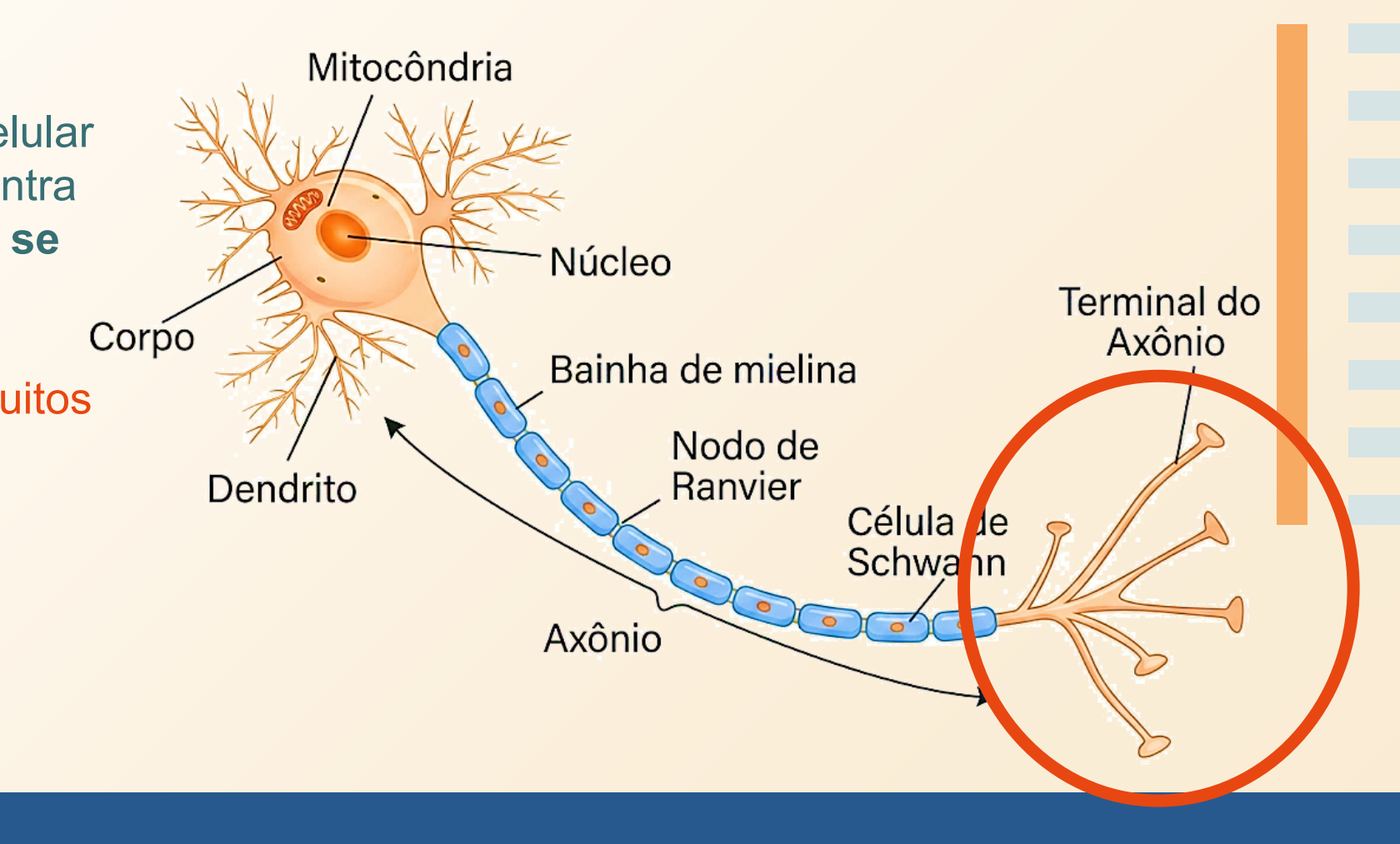 Mitocôndria
elular
ntra
se
Núcleo
Corpo
Terminal do
Axônio
Bainha de mielina
uitos
Nodo de
Ranvier
Dendrito
Célula de
Schwann
Axônio